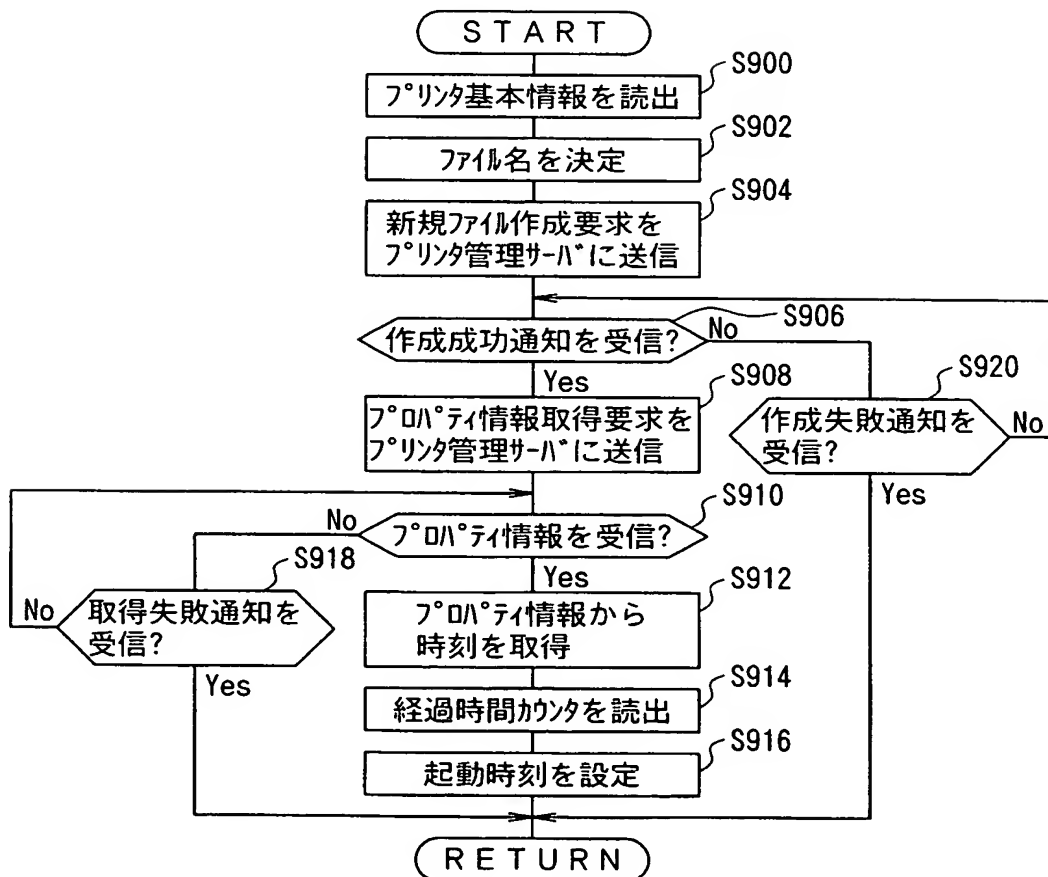 START
S900
プリンタ基本情報を読出
S902
ファイル名を決定
S904
新規ファイル作成要求を
プリンタ管理サーバに送信
S906
作成成功通知を受信?
No
Yes
S908
プロパティ情報取得要求を
プリンタ管理サーバに送信
S920
作成失敗通知を
受信?
No
Yes
S910
プロパティ情報を受信?
No
Yes
S918
取得失敗通知を
受信?
No
Yes
S912
プロパティ情報から
時刻を取得
S914
経過時間カウンタを読出
S916
起動時刻を設定
RETURN